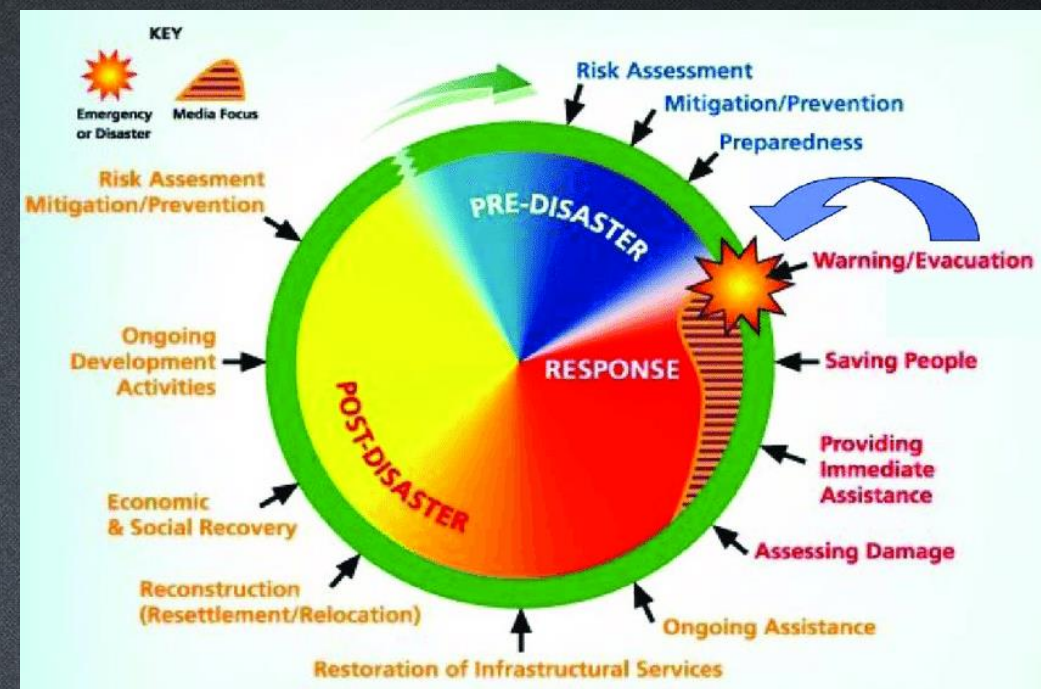 KEY
Emergency
or Disaster
Media Focus
Risk Assessment
Mitigation/Prevention
Preparedness
Warning/Evacuation
Saving People
Providing
Immediate
Assistance
Assessing Damage
Ongoing Assistance
Restoration of Infrastructural Services
Reconstruction
(Resettlement/Relocation)
Economic
& Social Recovery
Ongoing
Development
Activities
Risk Assesment
Mitigation/Prevention
PRE-DISASTER
RESPONSE
POST-DISASTER